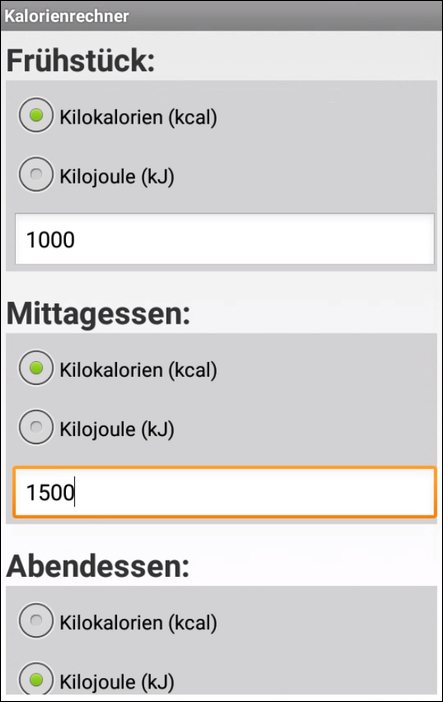 Kalorienrechner
Frühstück:
Kilokalorien (kcal)
Kilojoule (kJ)
1000
Mittagessen:
Kilokalorien (kcal)
Kilojoule (kJ)
1500
Abendessen:
Kilokalorien (kcal)
Kilojoule (kJ)